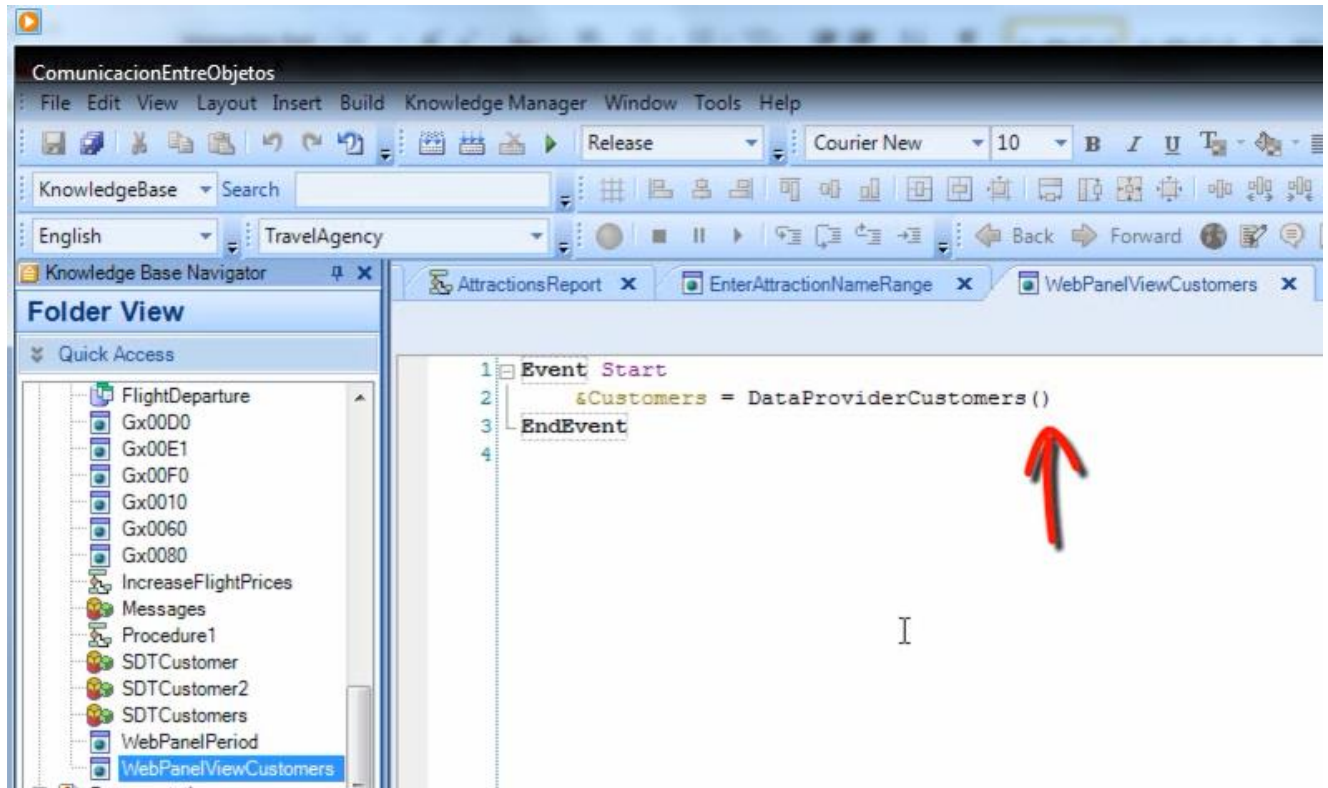 ComunicacionEntreObjetos
File Edit View Layout Insert Build Knowledge Manager Window Tools Help
Release Courier New 10 B I U
KnowledgeBase Search
English TravelAgency Back Forward
Knowledge Base Navigator
AttractionsReport EnterAttractionNameRange WebPanelViewCustomers
Folder View
Quick Access
FlightDeparture
Gx00D0
Gx00E1
Gx00F0
Gx0010
Gx0060
Gx0080
IncreaseFlightPrices
Messages
Procedure1
SDTCustomer
SDTCustomer2
SDTCustomers
WebPanelPeriod
WebPanelViewCustomers
1 Event Start
2 &Customers = DataProviderCustomers()
3 EndEvent
4